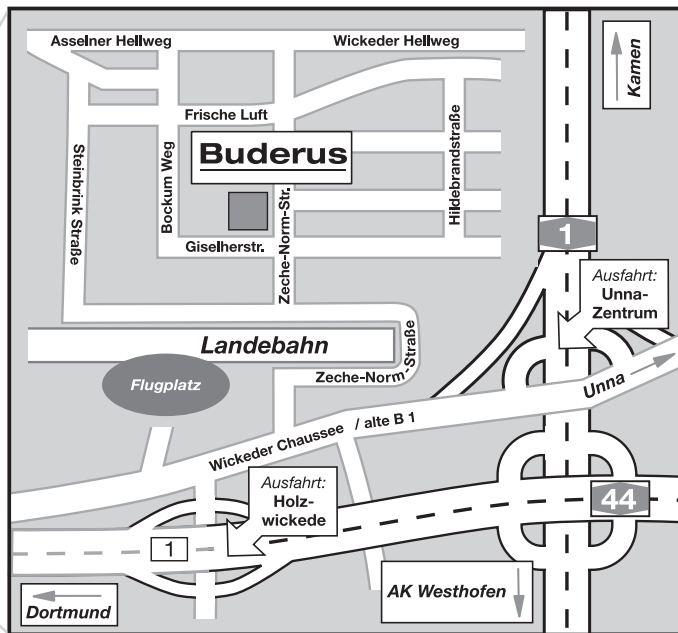 Asselner Hellweg
Wickeder Hellweg
Kamen
Frische Luft
Buderus
Steinbrink Straße
Bockum Weg
Zeche-Norm-Str.
Hildebrandstraße
Giselherstr.
1
Ausfahrt:
Unna-
Zentrum
Landebahn
Zeche-Norm-Straße
Flugplatz
Unna
Wickeder Chaussee / alte B 1
Ausfahrt:
Holz-
wickede
44
1
Dortmund
AK Westhofen